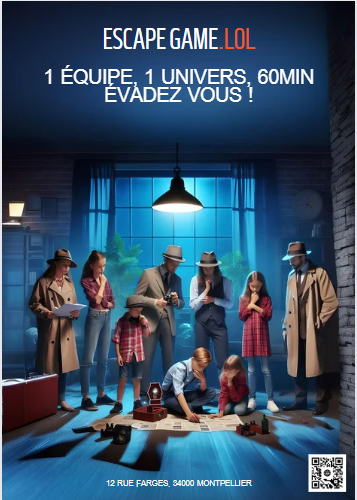 ESCAPE GAME.LOL
1 ÉQUIPE, 1 UNIVERS, 60MIN
ÉVADEZ VOUS !
12 RUE FARGES, 34000 MONTPELLIER